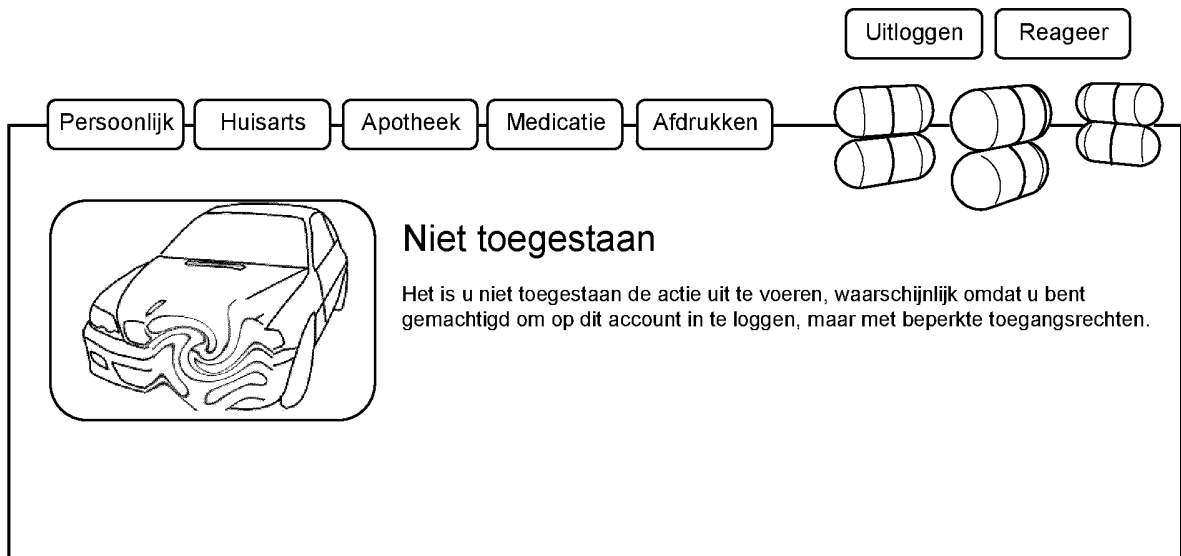 Uitloggen
Reageer
Persoonlijk
Huisarts
Apotheek
Medicatie
Afdrukken
Niet toegestaan
Het is u niet toegestaan de actie uit te voeren, waarschijnlijk omdat u bent
gemachtigd om op dit account in te loggen, maar met beperkte toegangsrechten.